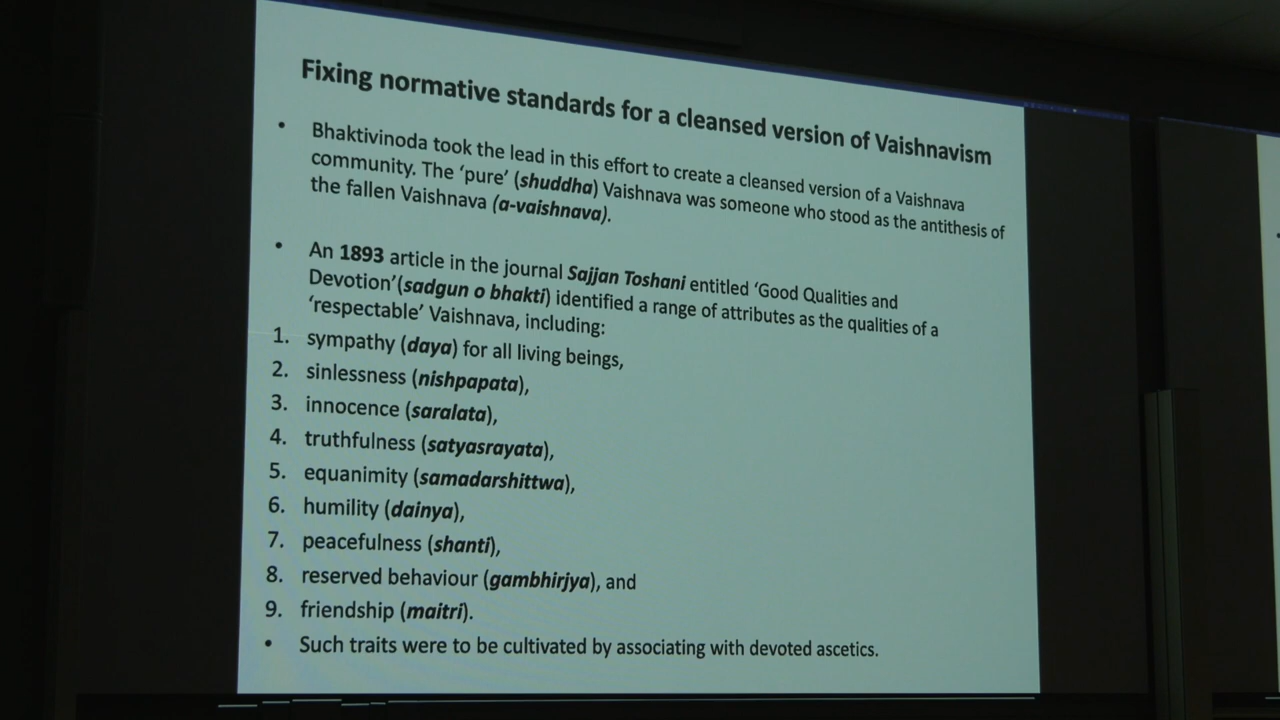 Fixing normative standards for a cleansed version of Vaishnavism
• Bhaktivinoda took the lead in this effort to create a cleansed version of a Vaishnava
community. The ‘pure’ (shuddha) Vaishnava was someone who stood as the antithesis of
the fallen Vaishnava (a-vaishnava).
• An 1893 article in the journal Sajjan Toshani entitled ‘Good Qualities and
Devotion’(sadgun o bhakti) identified a range of attributes as the qualities of a
‘respectable’ Vaishnava, including:
1. sympathy (daya) for all living beings,
2. sinlessness (nishpapata),
3. innocence (saralata),
4. truthfulness (satyasrayata),
5. equanimity (samadarshittwa),
6. humility (dainya),
7. peacefulness (shanti),
8. reserved behaviour (gambhirjya), and
9. friendship (maitri).
• Such traits were to be cultivated by associating with devoted ascetics.